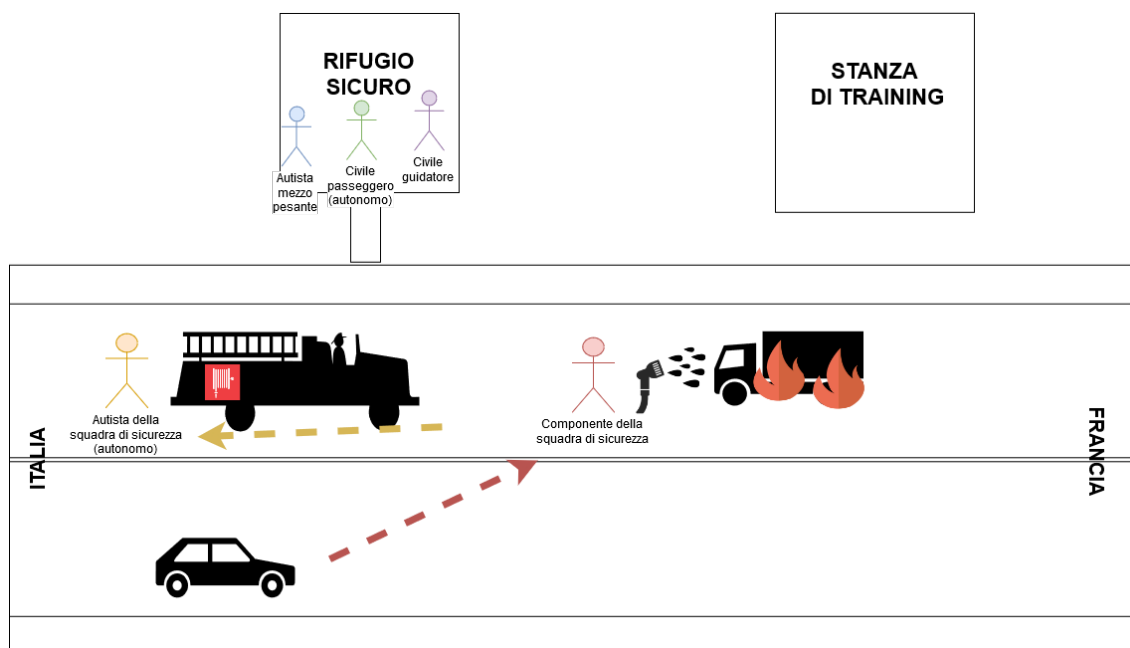 RIFUGIO
SICURO
STANZA
DI TRAINING
Autista
mezzo
pesante
Civile
passeggero
(autonomo)
Civile
guidatore
Autista della
squadra di sicurezza
(autonomo)
Componente della
squadra di sicurezza
ITALIA
FRANCIA